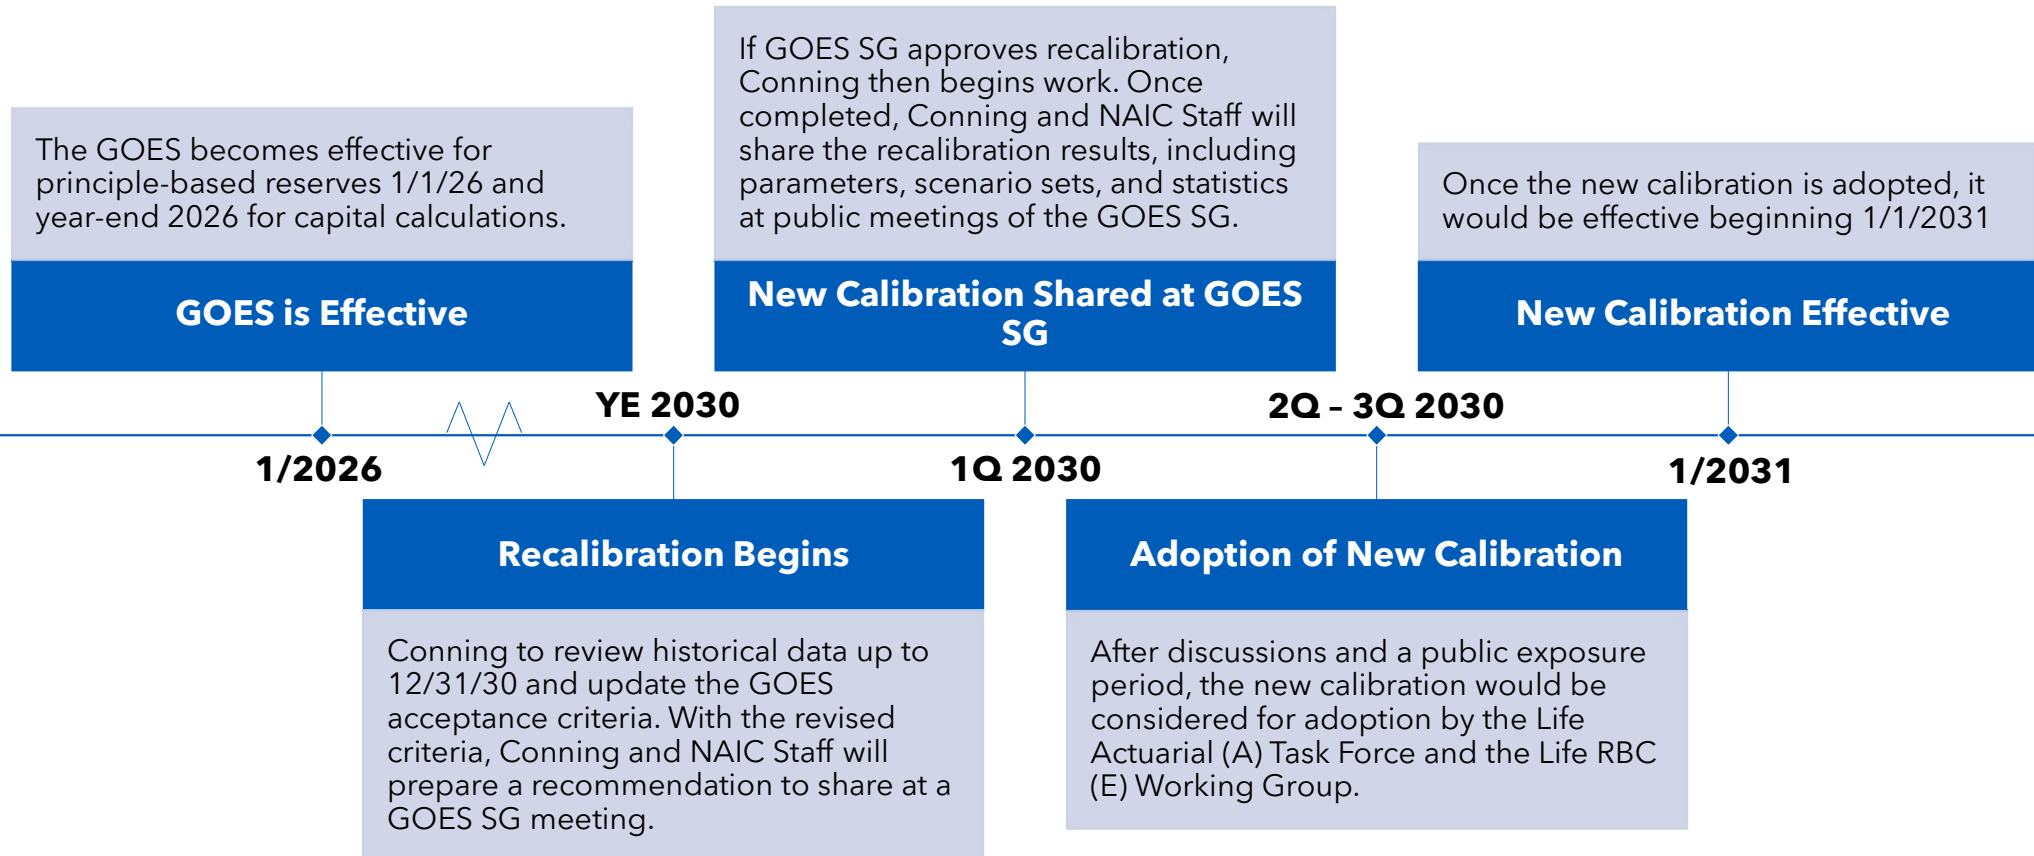 The GOES becomes effective for
principle-based reserves 1/1/26 and
year-end 2026 for capital calculations.
GOES is Effective
1/2026
YE 2030
Recalibration Begins
Conning to review historical data up to
12/31/30 and update the GOES
acceptance criteria. With the revised
criteria, Conning and NAIC Staff will
prepare a recommendation to share at a
GOES SG meeting.
If GOES SG approves recalibration,
Conning then begins work. Once
completed, Conning and NAIC Staff will
share the recalibration results, including
parameters, scenario sets, and statistics
at public meetings of the GOES SG.
New Calibration Shared at GOES
SG
1Q 2030
2Q – 3Q 2030
Adoption of New Calibration
After discussions and a public exposure
period, the new calibration would be
considered for adoption by the Life
Actuarial (A) Task Force and the Life RBC
(E) Working Group.
Once the new calibration is adopted, it
would be effective beginning 1/1/2031
New Calibration Effective
1/2031